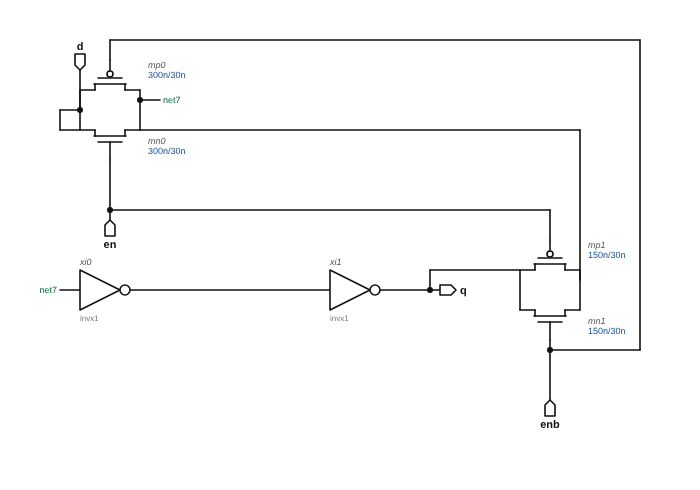 d
mp0
300n/30n
net7
mn0
300n/30n
en
xi0
xi1
mp1
150n/30n
net7
q
invx1
invx1
mn1
150n/30n
enb